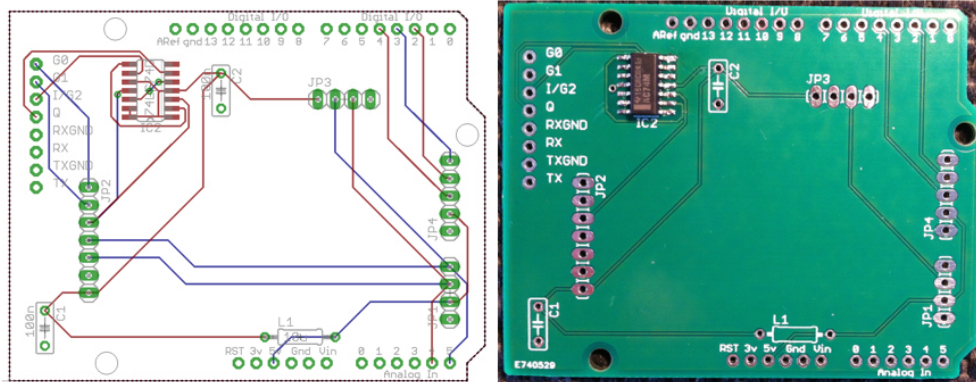 Digital I/O
Digital I/O
ARef gnd 13 12 11 10 9 8
7 6 5 4 3 2 1 0
G0
G1
I/G2
Q
RXGND
RX
TXGND
TX
IC2
100n
C2
JP3
JP2
JP4
JP1
100n
C1
L1
10u
RST 3v 5v Gnd Vin
0 1 2 3 4 5
Analog In
Digital I/O
Digital I/O
ARef gnd 13 12 11 10 9 8
7 6 5 4 3 2 1 0
G0
G1
I/G2
Q
RXGND
RX
TXGND
TX
IC2
C2
JP3
JP2
JP4
JP1
C1
L1
RST 3v 5v Gnd Vin
0 1 2 3 4 5
Analog In
E740529